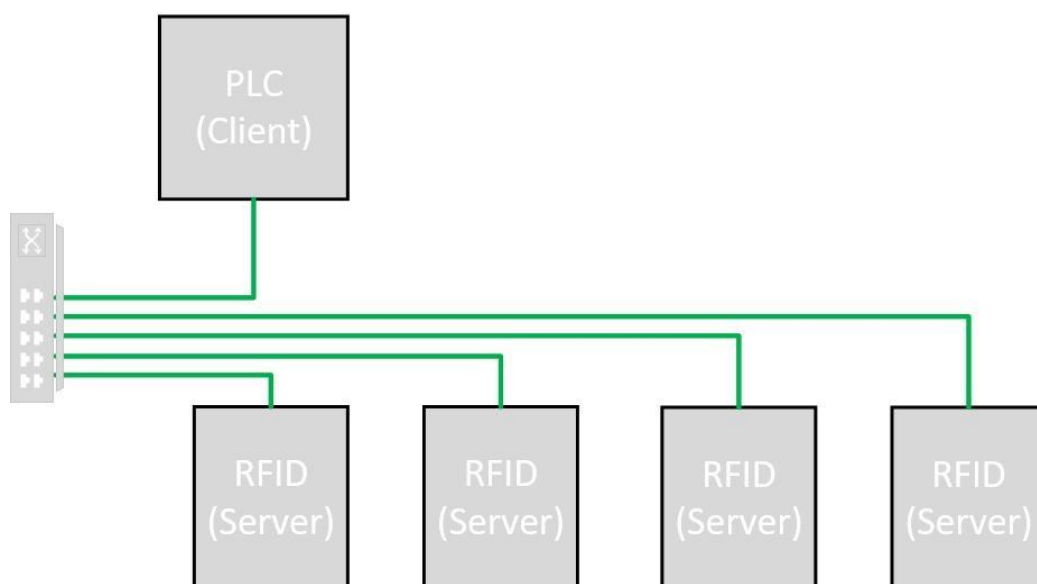 PLC
(Client)
RFID
(Server)
RFID
(Server)
RFID
(Server)
RFID
(Server)